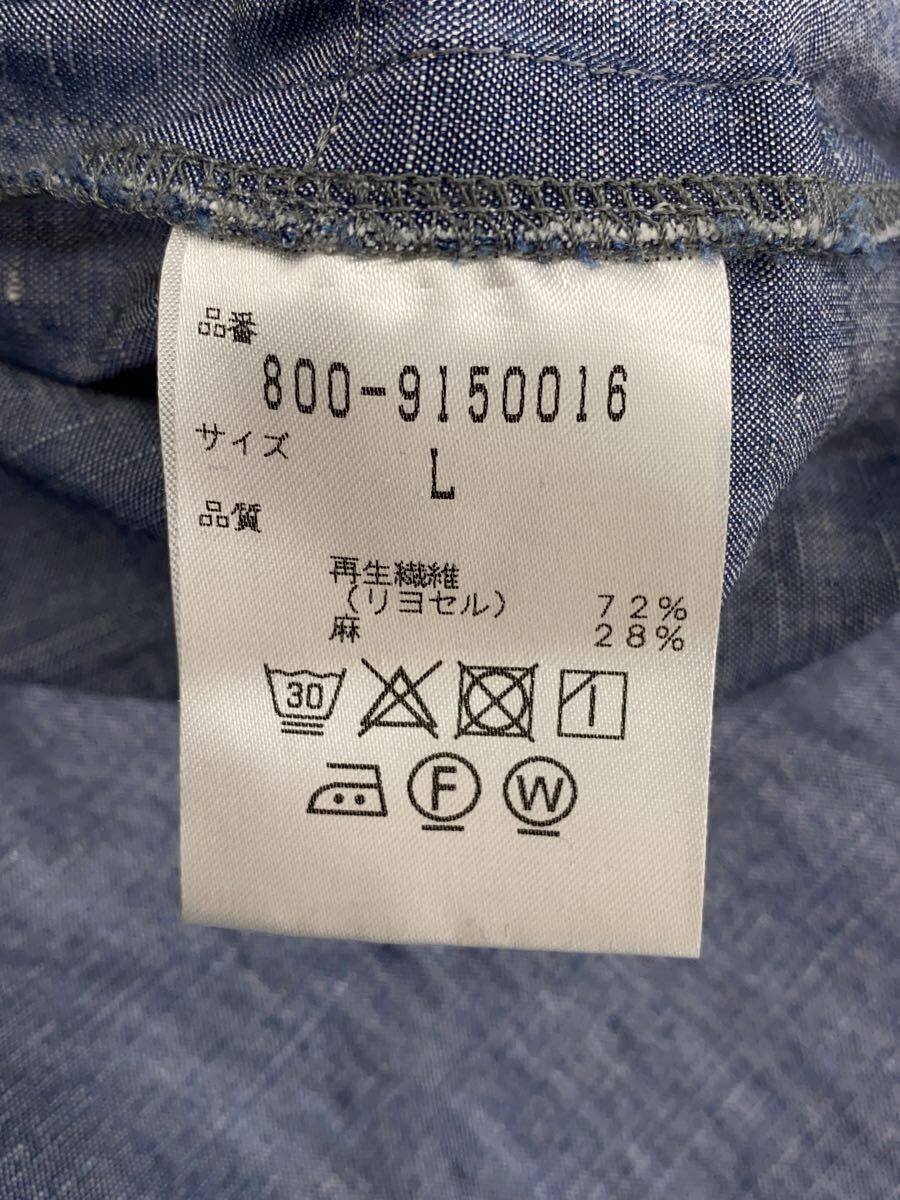 品番
800-9150016
サイズ
L
品質
再生繊維
(リヨセル) 72%
麻 28%
30
F W